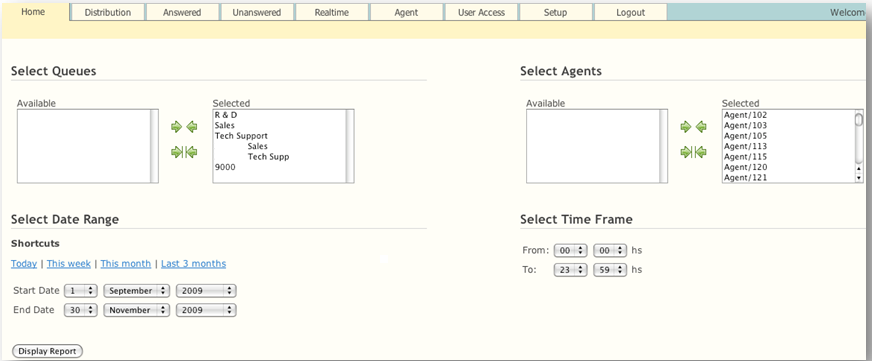 Home Distribution Answered Unanswered Realtime Agent User Access Setup Logout Welcome
Select Queues
Available Selected
R & D
Sales
Tech Support
Sales
Tech Supp
9000
Select Agents
Available Selected
Agent/102
Agent/103
Agent/105
Agent/113
Agent/115
Agent/120
Agent/121
Select Date Range
Shortcuts
Today | This week | This month | Last 3 months
Start Date 1 September 2009
End Date 30 November 2009
Select Time Frame
From: 00 00 hs
To: 23 59 hs
Display Report